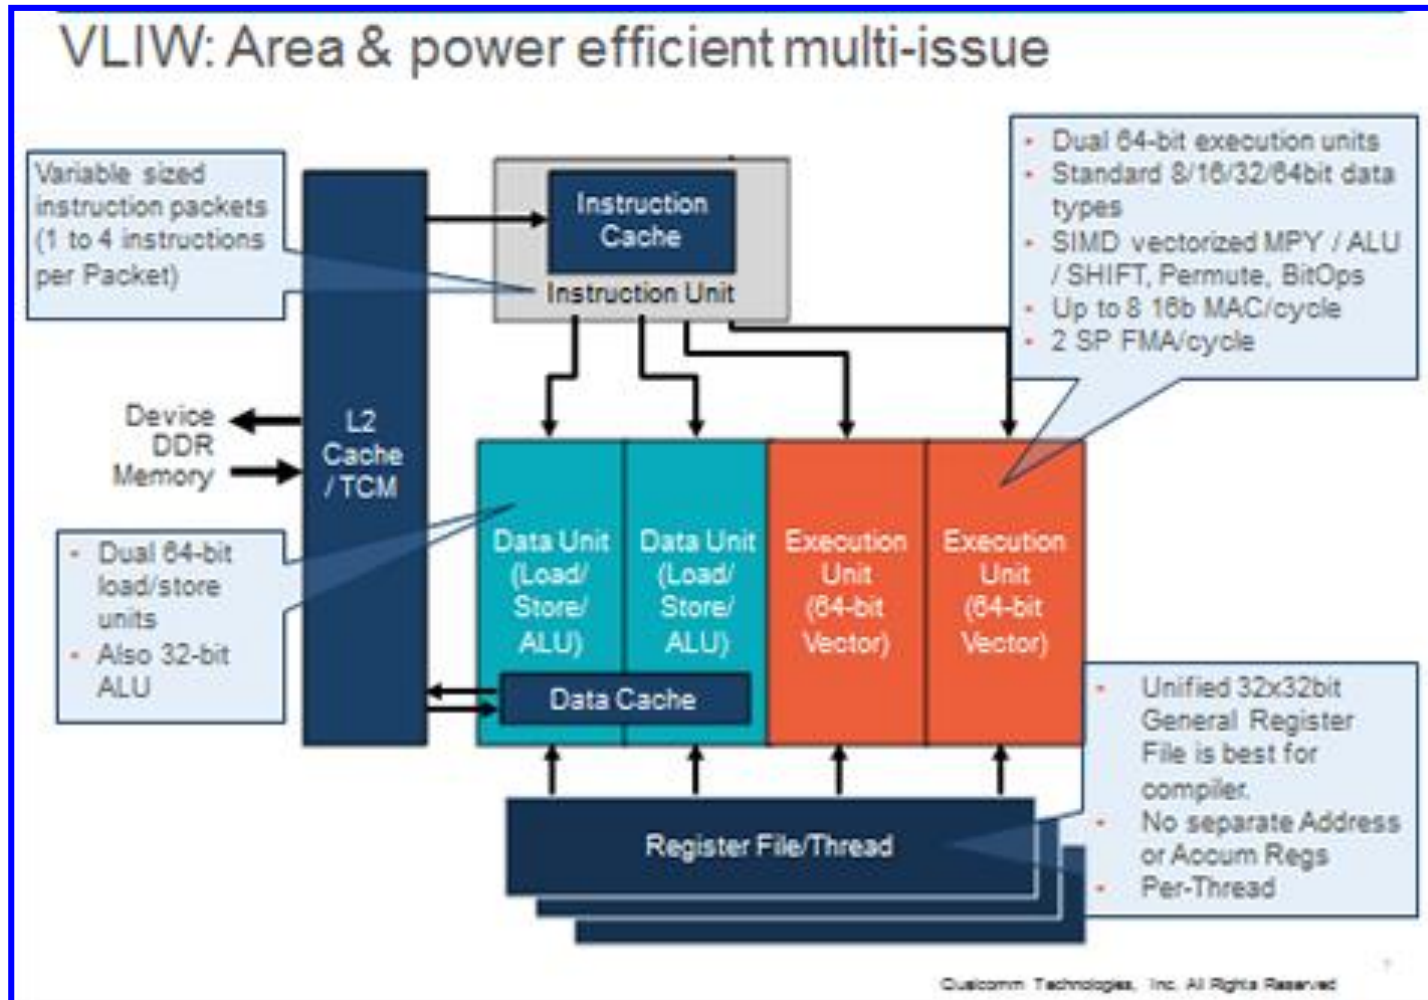 VLIW: Area & power efficient multi-issue
Variable sized
instruction packets
(1 to 4 instructions
per Packet)
Instruction
Cache
Instruction Unit
• Dual 64-bit execution units
• Standard 8/16/32/64bit data
types
• SIMD vectorized MPY / ALU
/ SHIFT, Permute, BitOps
• Up to 8 16b MAC/cycle
• 2 SP FMA/cycle
Device
DDR
Memory
L2
Cache
/ TCM
• Dual 64-bit
load/store
units
• Also 32-bit
ALU
Data Unit
(Load/
Store/
ALU)
Data Unit
(Load/
Store/
ALU)
Execution
Unit
(64-bit
Vector)
Execution
Unit
(64-bit
Vector)
Data Cache
Register File/Thread
• Unified 32x32bit
General Register
File is best for
compiler.
• No separate Address
or Accum Regs
• Per-Thread
Qualcomm Technologies, Inc. All Rights Reserved